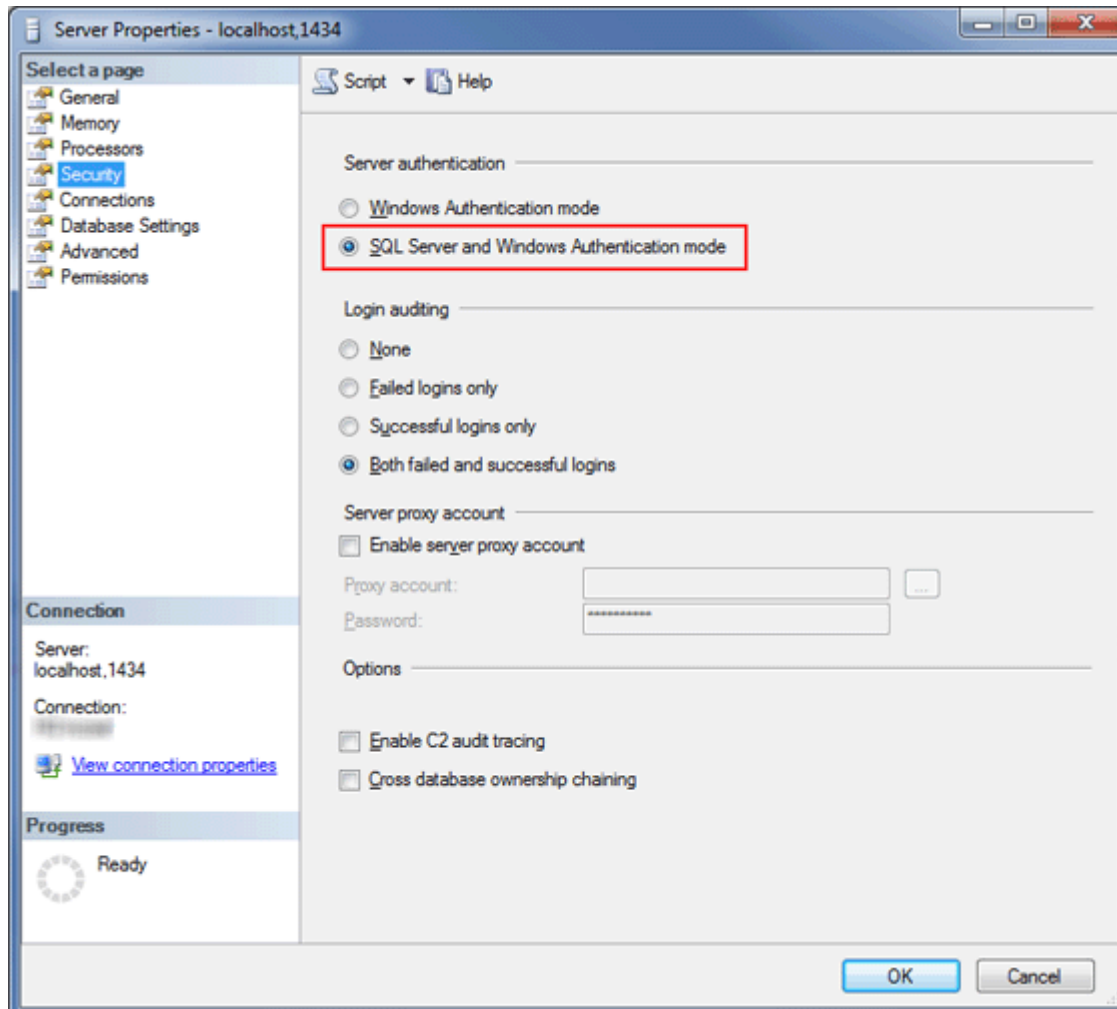 Server Properties - localhost,1434
Select a page
General
Memory
Processors
Security
Connections
Database Settings
Advanced
Permissions
Connection
Server:
localhost,1434
Connection:
View connection properties
Progress
Ready
Script
Help
Server authentication
Windows Authentication mode
SQL Server and Windows Authentication mode
Login auditing
None
Failed logins only
Successful logins only
Both failed and successful logins
Server proxy account
Enable server proxy account
Proxy account:
...
Password:
**********
Options
Enable C2 audit tracing
Cross database ownership chaining
OK
Cancel